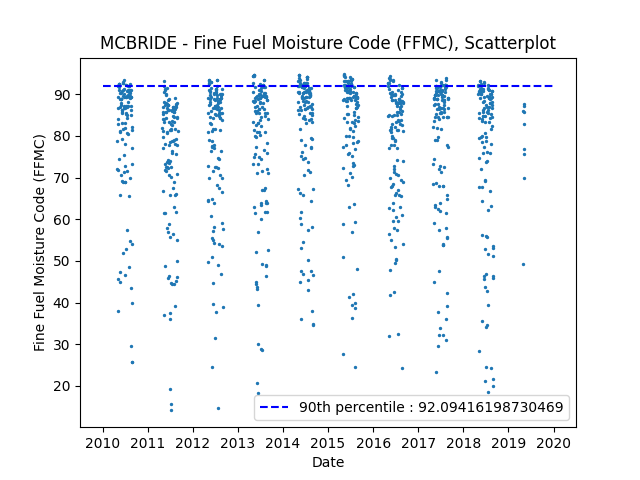 MCBRIDE - Fine Fuel Moisture Code (FFMC), Scatterplot
Fine Fuel Moisture Code (FFMC)
90
80
70
60
50
40
30
20
90th percentile : 92.09416198730469
2010 2011 2012 2013 2014 2015 2016 2017 2018 2019 2020
Date